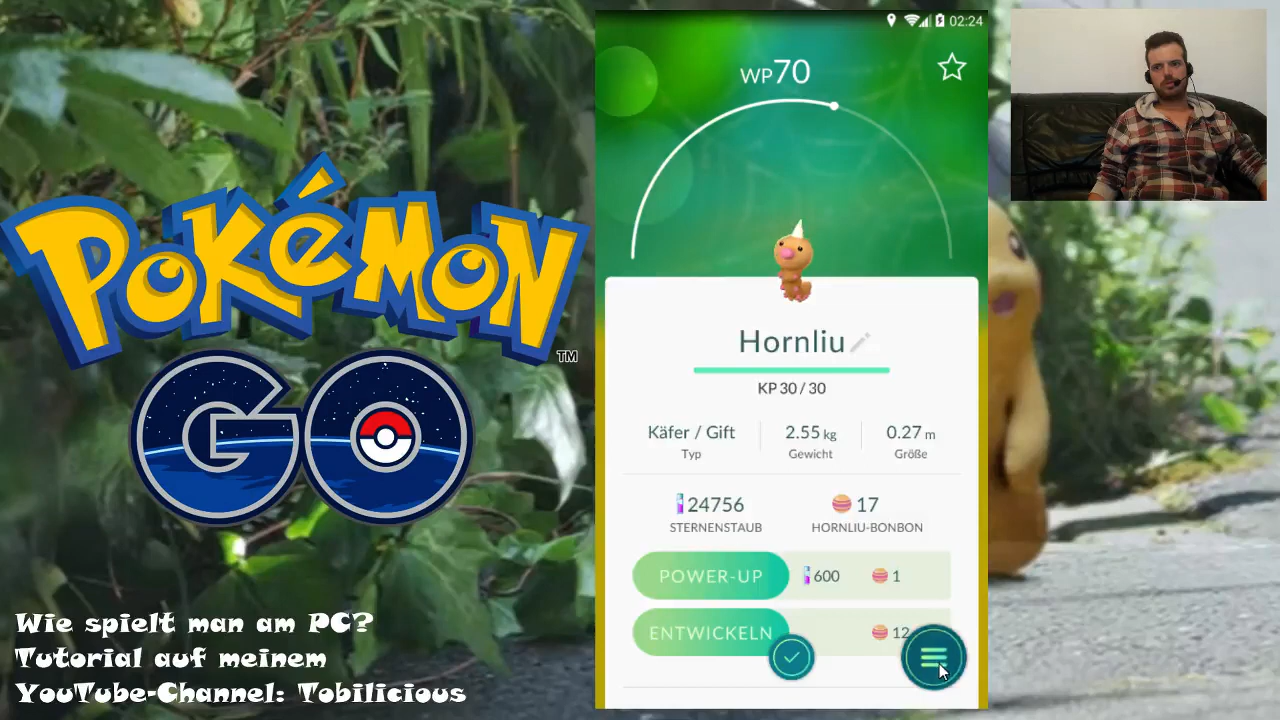 POKéMON
TM
GO
02:24
WP70
Hornliu
KP 30 / 30
Käfer / Gift
2.55 kg
0.27 m
Typ
Gewicht
Größe
24756
17
STERNENSTAUB
HORNLIU-BONBON
POWER-UP
600
1
ENTWICKELN
12
Wie spielt man am PC?
Tutorial auf meinem
YouTube-Channel: Tobilicious